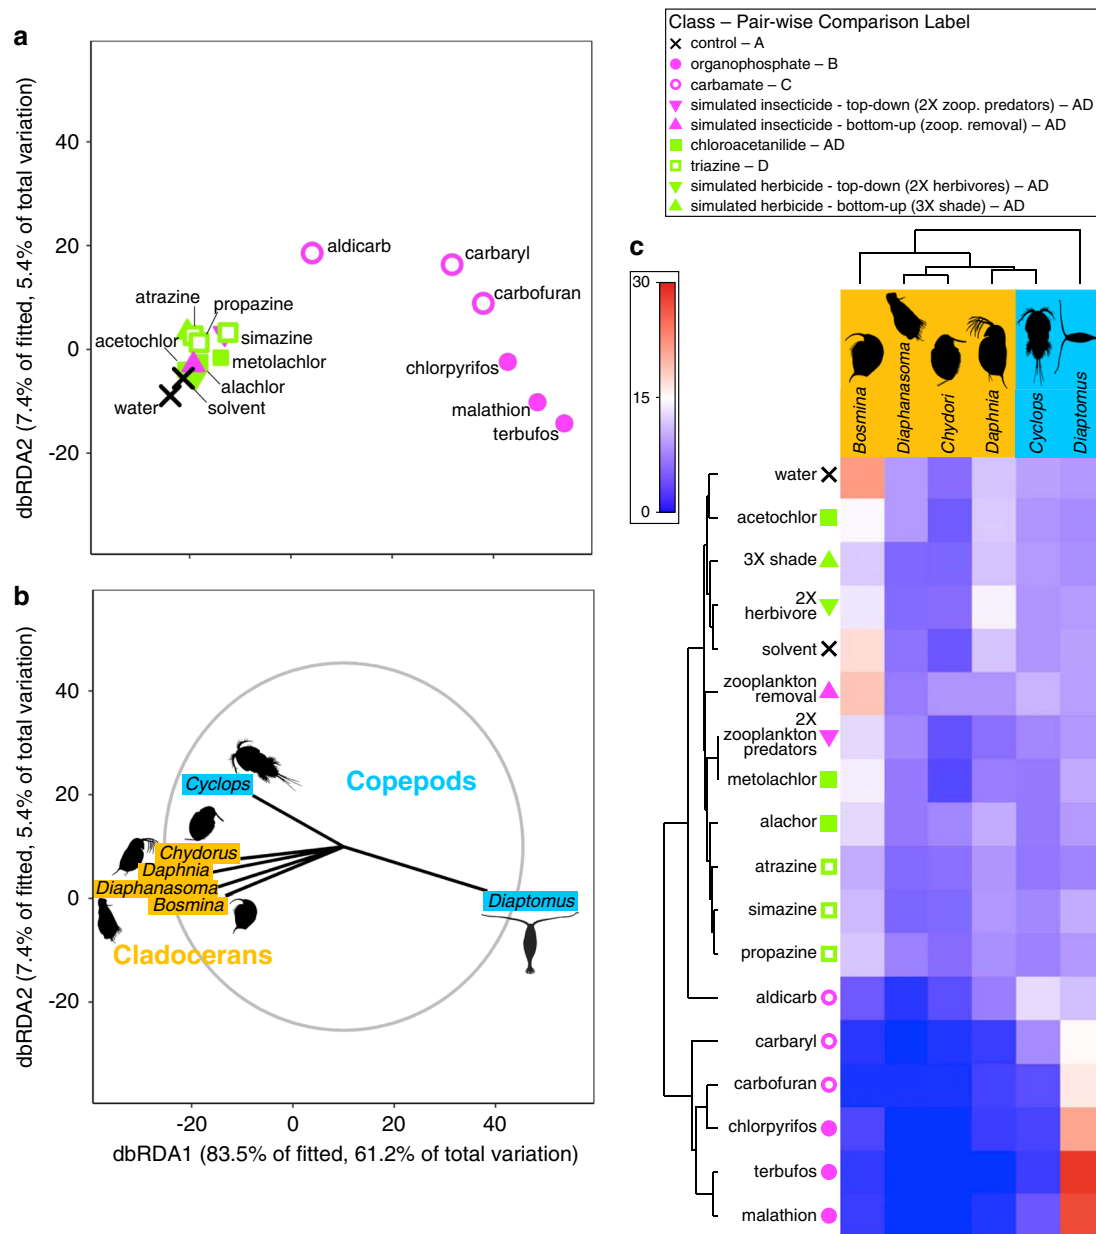 a
dbRDA2 (7.4% of fitted, 5.4% of total variation)
40
20
0
-20
aldicarb
carbaryl
carbofuran
chlorpyrifos
malathion
terbufos
atrazine
propazine
acetochlor
simazine
metolachlor
alachlor
water
solvent
Class – Pair-wise Comparison Label
control – A
organophosphate – B
carbamate – C
simulated insecticide - top-down (2X zoop. predators) – AD
simulated insecticide - bottom-up (zoop. removal) – AD
chloroacetanilide – AD
triazine – D
simulated herbicide - top-down (2X herbivores) – AD
simulated herbicide - bottom-up (3X shade) – AD
b
dbRDA2 (7.4% of fitted, 5.4% of total variation)
40
20
0
-20
Cyclops
Copepods
Chydorus
Daphnia
Diaphanasoma
Bosmina
Diaptomus
Cladocerans
-20
0
20
40
dbRDA1 (83.5% of fitted, 61.2% of total variation)
c
30
15
0
Bosmina
Diaphanasoma
Chydori
Daphnia
Cyclops
Diaptomus
water
acetochlor
3X shade
2X
herbivore
solvent
zooplankton
removal
2X
zooplankton
predators
metolachlor
alachor
atrazine
simazine
propazine
aldicarb
carbaryl
carbofuran
chlorpyrifos
terbufos
malathion